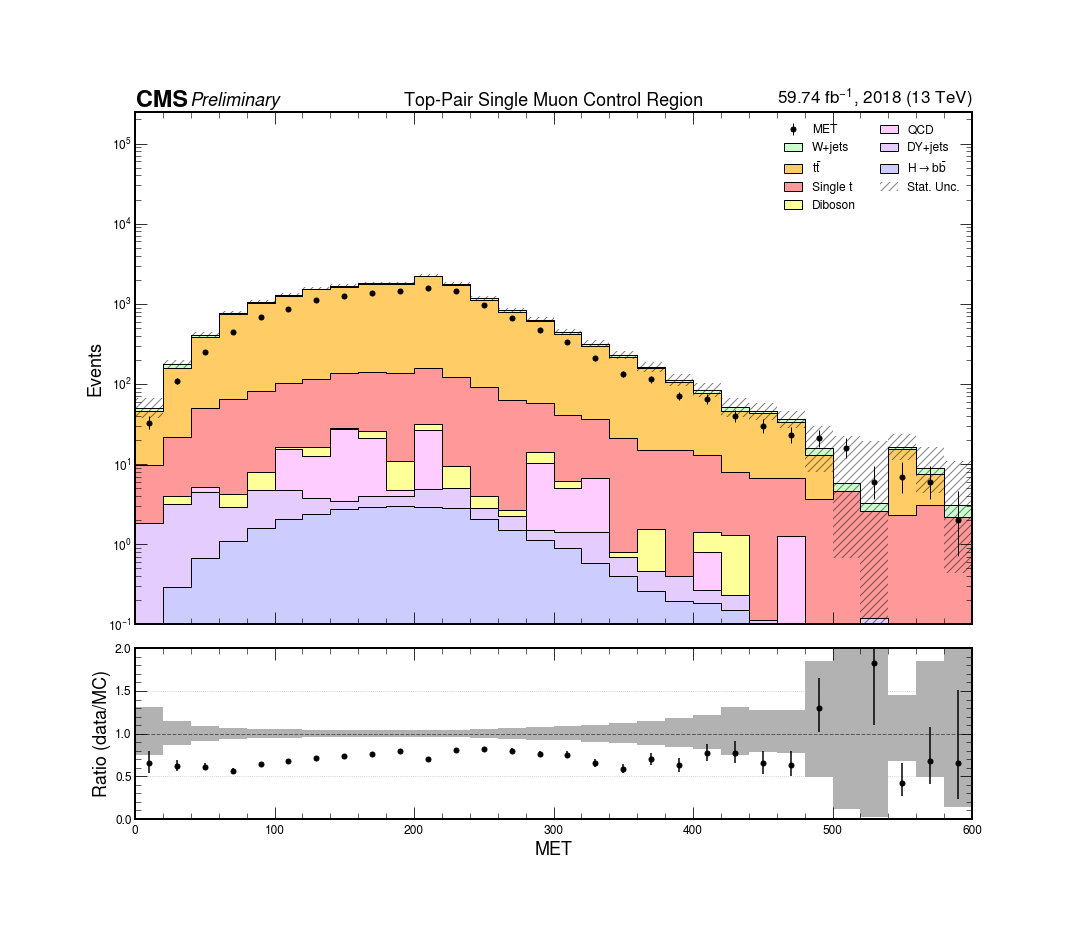 CMS Preliminary Top-Pair Single Muon Control Region 59.74 fb⁻¹, 2018 (13 TeV)
MET QCD
W+jets DY+jets
tt̄ H→bb̄
Single t Stat. Unc.
Diboson
10⁵
10⁴
10³
10²
10¹
10⁰
10⁻¹
Events
2.0
1.5
1.0
0.5
0.0
Ratio (data/MC)
0 100 200 300 400 500 600
MET